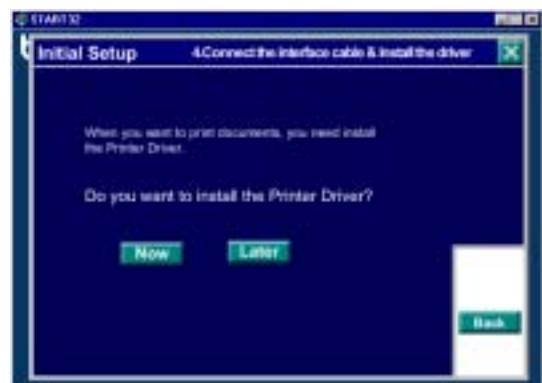 START32
Initial Setup
4.Connect the interface cable & Install the driver
When you want to print documents, you need install
the Printer Driver.
Do you want to install the Printer Driver?
Now
Later
Back